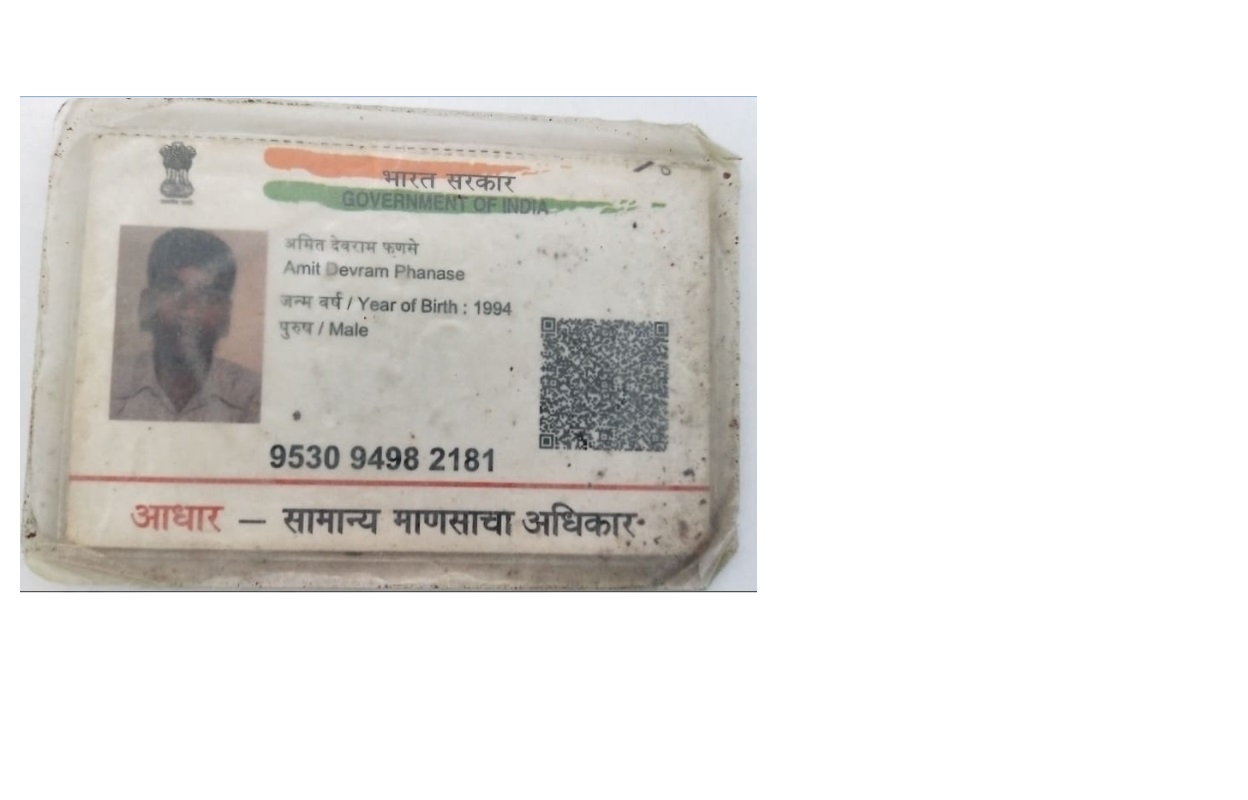 भारत सरकार
GOVERNMENT OF INDIA
अमित देवराम फणसे
Amit Devram Phanase
जन्म वर्ष / Year of Birth : 1994
पुरुष / Male
9530 9498 2181
आधार — सामान्य माणसाचा अधिकार